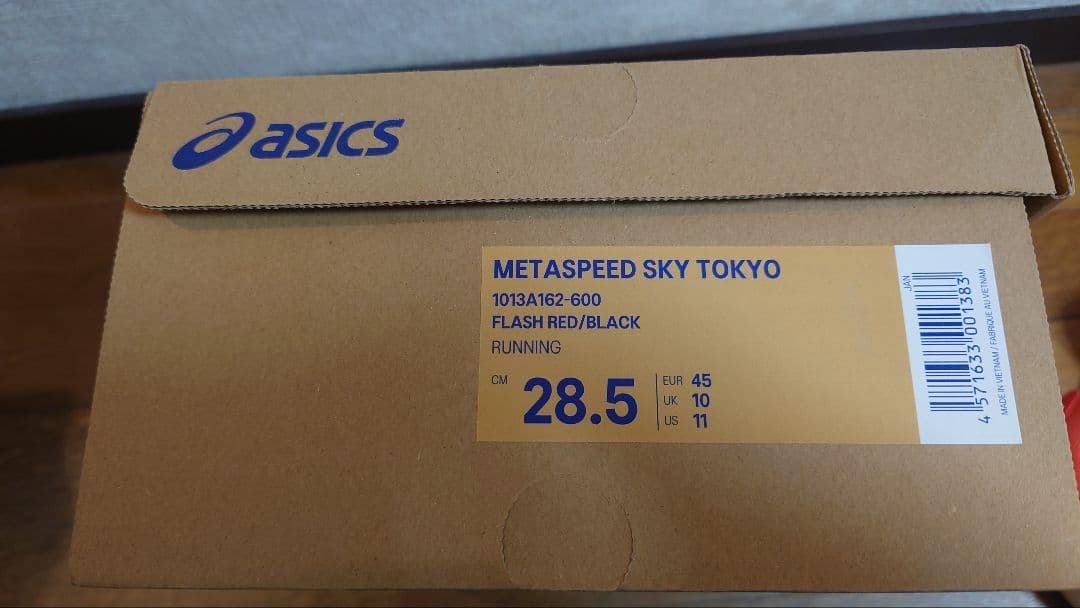 asics
METASPEED SKY TOKYO
1013A162-600
FLASH RED/BLACK
RUNNING
CM 28.5
EUR 45
UK 10
US 11
JAN
4 571633 001383
MADE IN VIETNAM / FABRIQUÉ AU VIETNAM